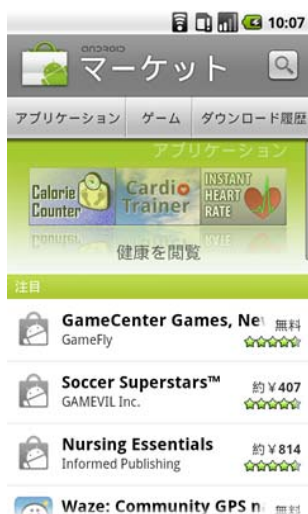 10:07
android
マーケット
アプリケーション ゲーム ダウンロード履歴
アプリケーション
Calorie Counter
Cardio Trainer
INSTANT HEART RATE
健康を閲覧
注目
GameCenter Games, Ne 無料
GameFly
Soccer Superstars™ 約¥407
GAMEVIL Inc.
Nursing Essentials 約¥814
Informed Publishing
Waze: Community GPS n 無料